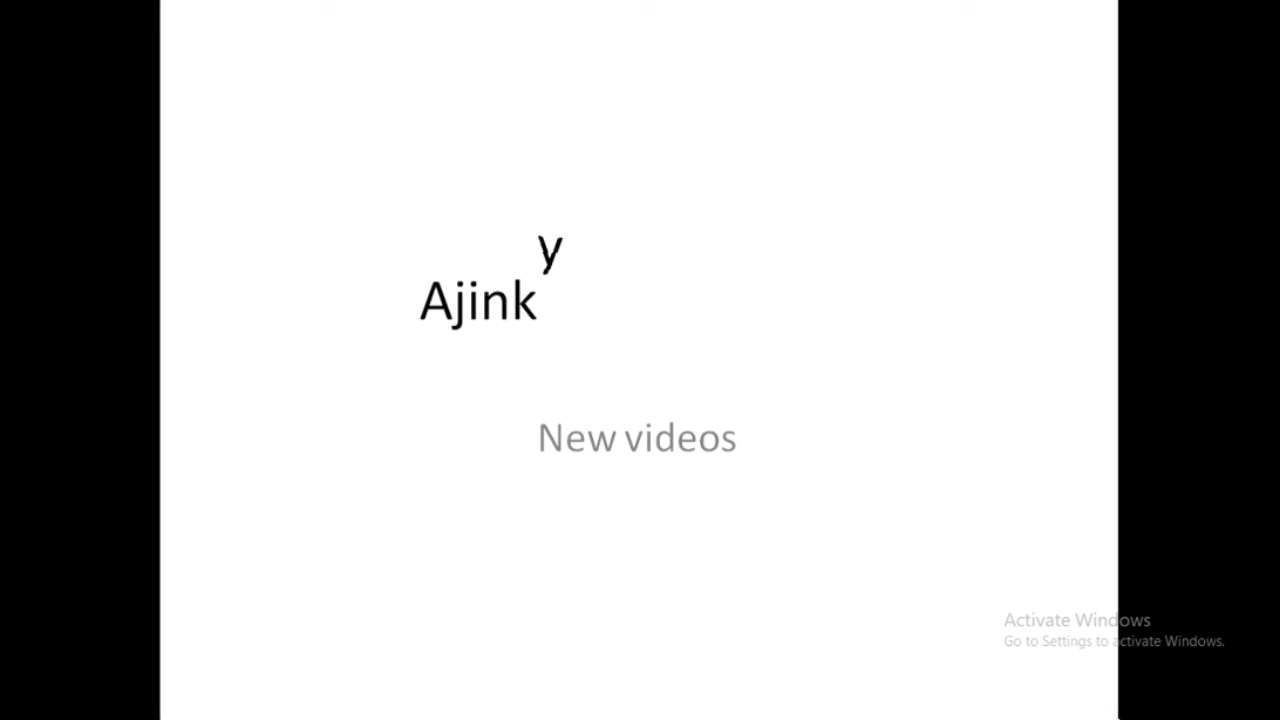 y
Ajink
New videos
Activate Windows
Go to Settings to activate Windows.